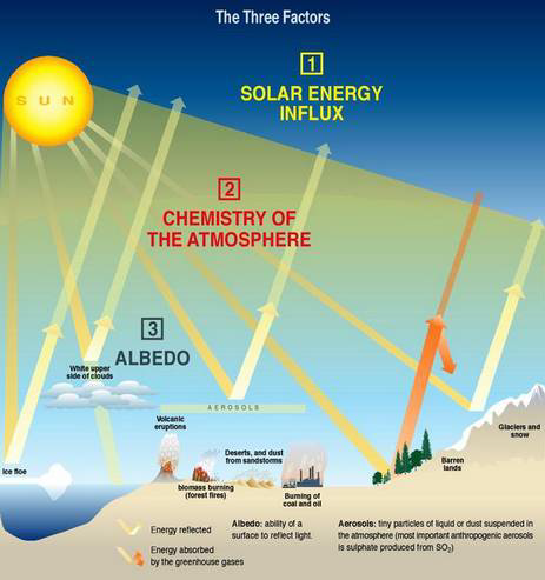 The Three Factors
1
SOLAR ENERGY
INFLUX
SUN
2
CHEMISTRY OF
THE ATMOSPHERE
3
ALBEDO
White upper
side of clouds
AEROSOLS
Volcanic
eruptions
Glaciers and
snow
Deserts, and dust
from sandstorms
Barren
lands
Ice floe
biomass burning
(forest fires)
Burning of
coal and oil
Energy reflected
Energy absorbed
by the greenhouse gases
Albedo: ability of a
surface to reflect light.
Aerosols: tiny particles of liquid or dust suspended in
the atmosphere (most important anthropogenic aerosols
is sulphate produced from SO₂)